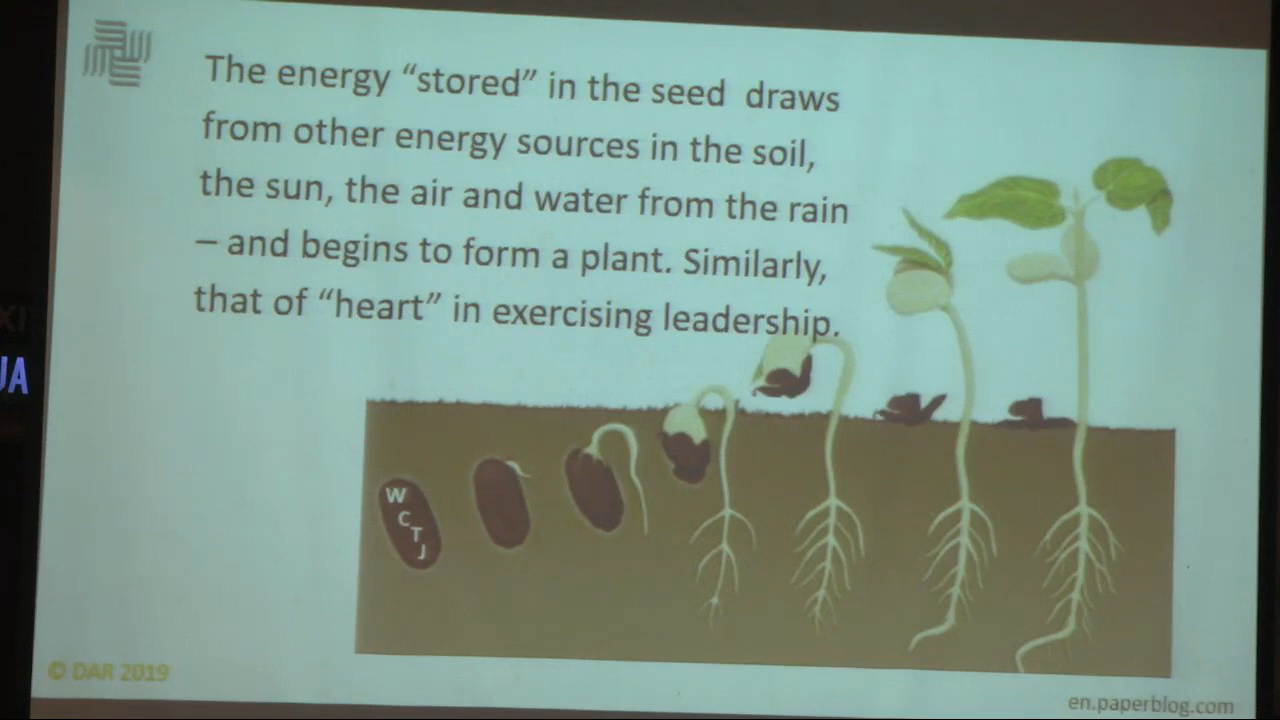 The energy “stored” in the seed draws
from other energy sources in the soil,
the sun, the air and water from the rain
– and begins to form a plant. Similarly,
that of “heart” in exercising leadership.
UA
W
C
T
J
© DAR 2019
en.paperblog.com